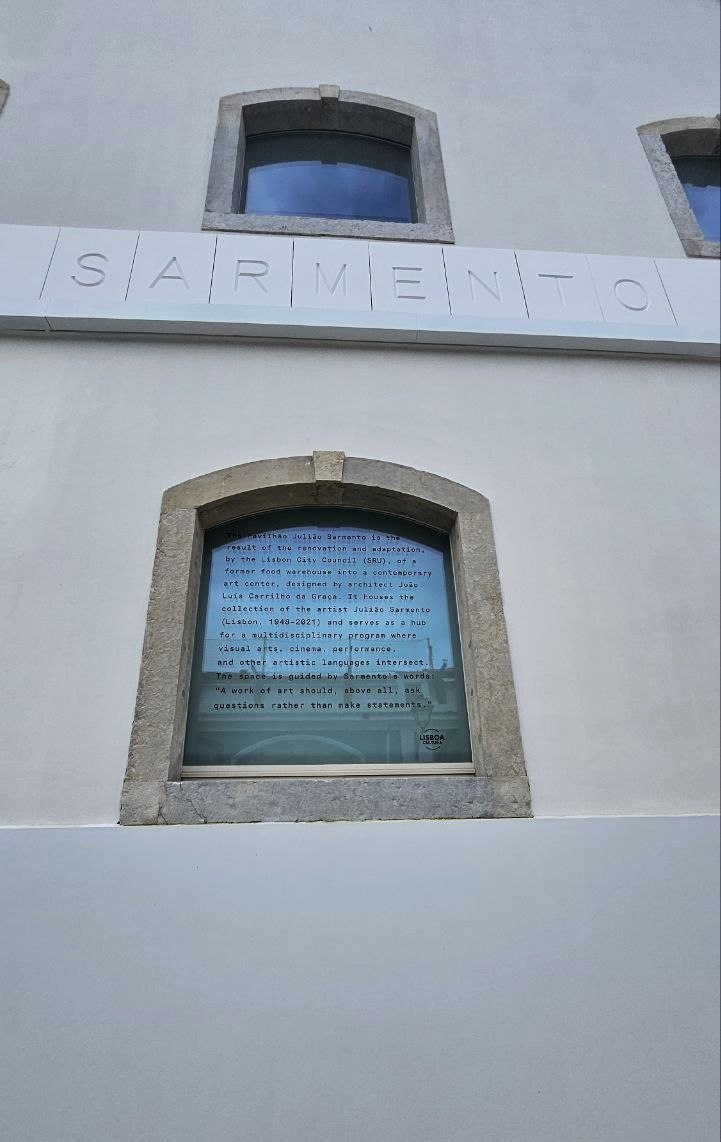 SARMENTO
The Pavilhão Julião Sarmento is the
result of the renovation and adaptation,
by the Lisbon City Council (SRU), of a
former food warehouse into a contemporary
art center, designed by architect João
Luís Carrilho da Graça. It houses the
collection of the artist Julião Sarmento
(Lisbon, 1948–2021) and serves as a hub
for a multidisciplinary program where
visual arts, cinema, performance,
and other artistic languages intersect.
The space is guided by Sarmento's words:
"A work of art should, above all, ask
questions rather than make statements."
LISBOA
CULTURA